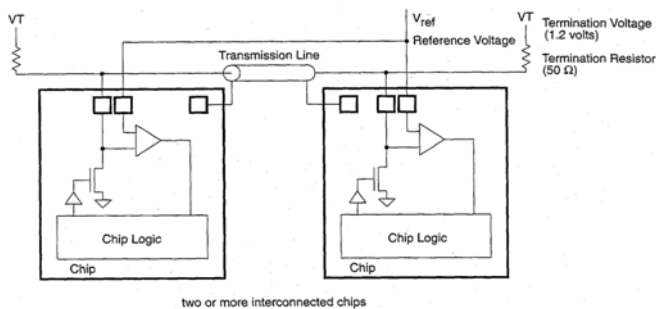 VT
V_ref
Reference Voltage
VT
Termination Voltage
(1.2 volts)
Transmission Line
Termination Resistor
(50 Ω)
Chip Logic
Chip
Chip Logic
Chip
two or more interconnected chips